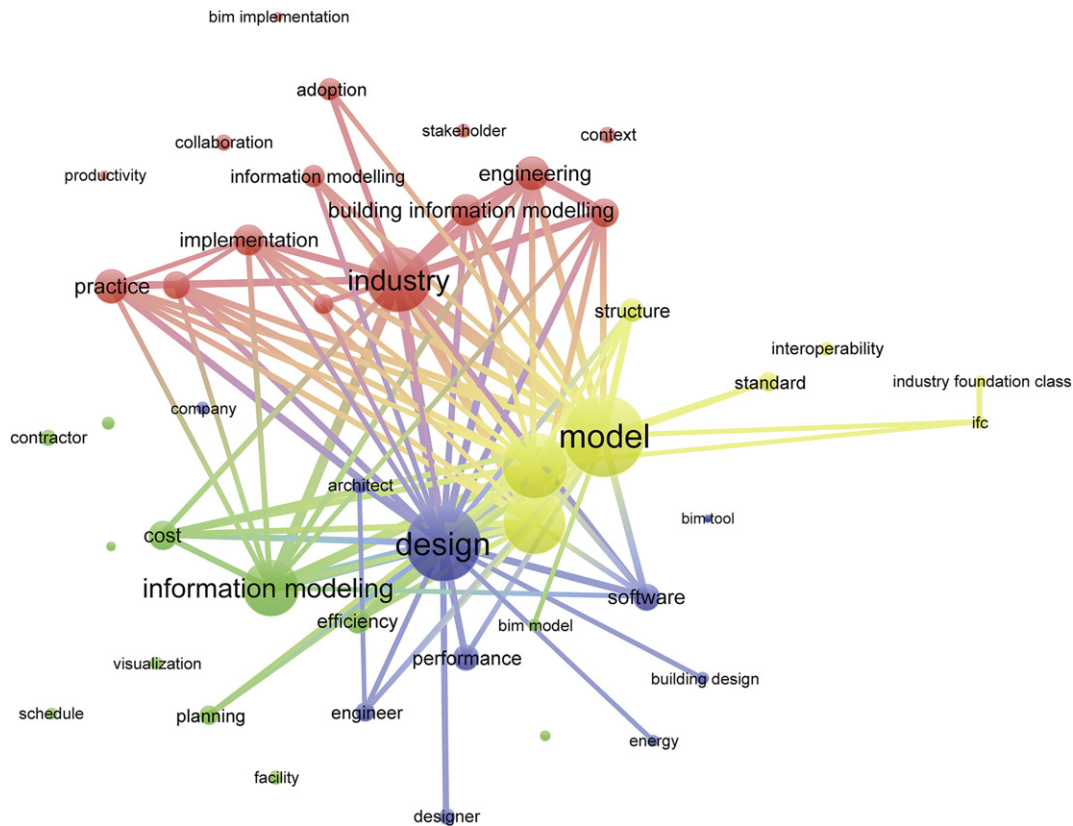 bim implementation
adoption
stakeholder
context
collaboration
productivity
information modelling
engineering
building information modelling
implementation
practice
industry
structure
interoperability
standard
industry foundation class
ifc
company
contractor
model
architect
bim tool
cost
design
information modeling
software
efficiency
bim model
performance
visualization
building design
schedule
planning
engineer
energy
facility
designer